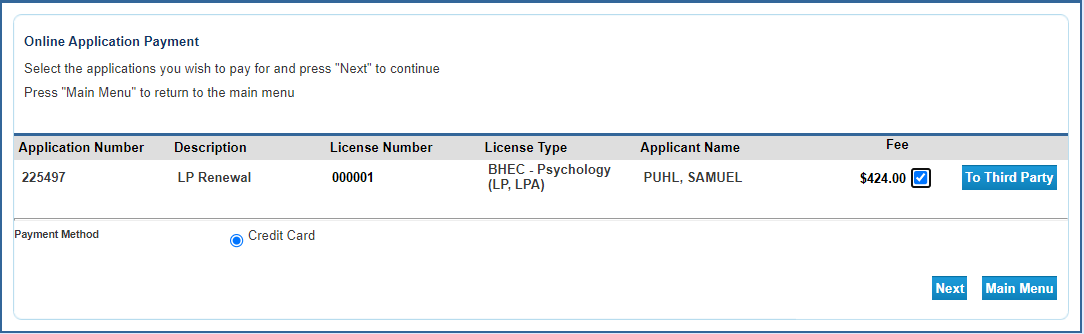 Online Application Payment
Select the applications you wish to pay for and press "Next" to continue
Press "Main Menu" to return to the main menu
Application Number Description License Number License Type Applicant Name Fee
225497 LP Renewal 000001 BHEC - Psychology (LP, LPA) PUHL, SAMUEL $424.00 To Third Party
Payment Method Credit Card
Next Main Menu